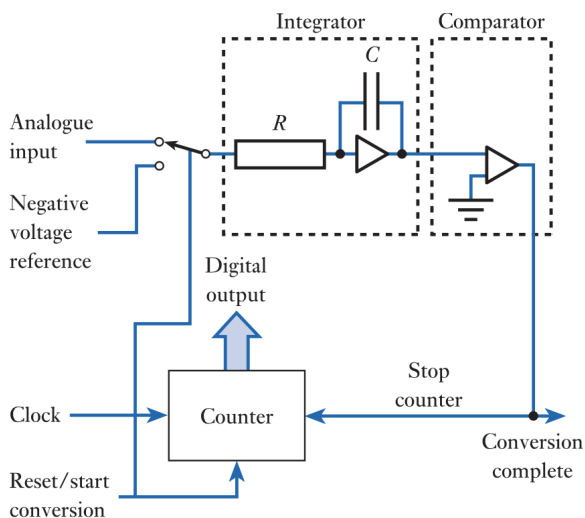 Integrator
Comparator
C
R
Analogue
input
Negative
voltage
reference
Digital
output
Clock
Counter
Stop
counter
Conversion
complete
Reset/start
conversion